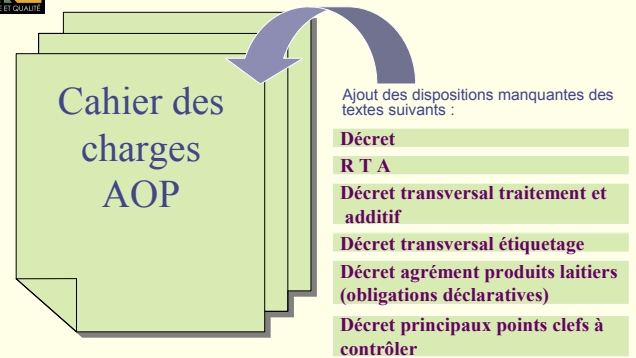 E ET QUALITÉ
Cahier des
charges
AOP
Ajout des dispositions manquantes des
textes suivants :
Décret
R T A
Décret transversal traitement et
additif
Décret transversal étiquetage
Décret agrément produits laitiers
(obligations déclaratives)
Décret principaux points clefs à
contrôler